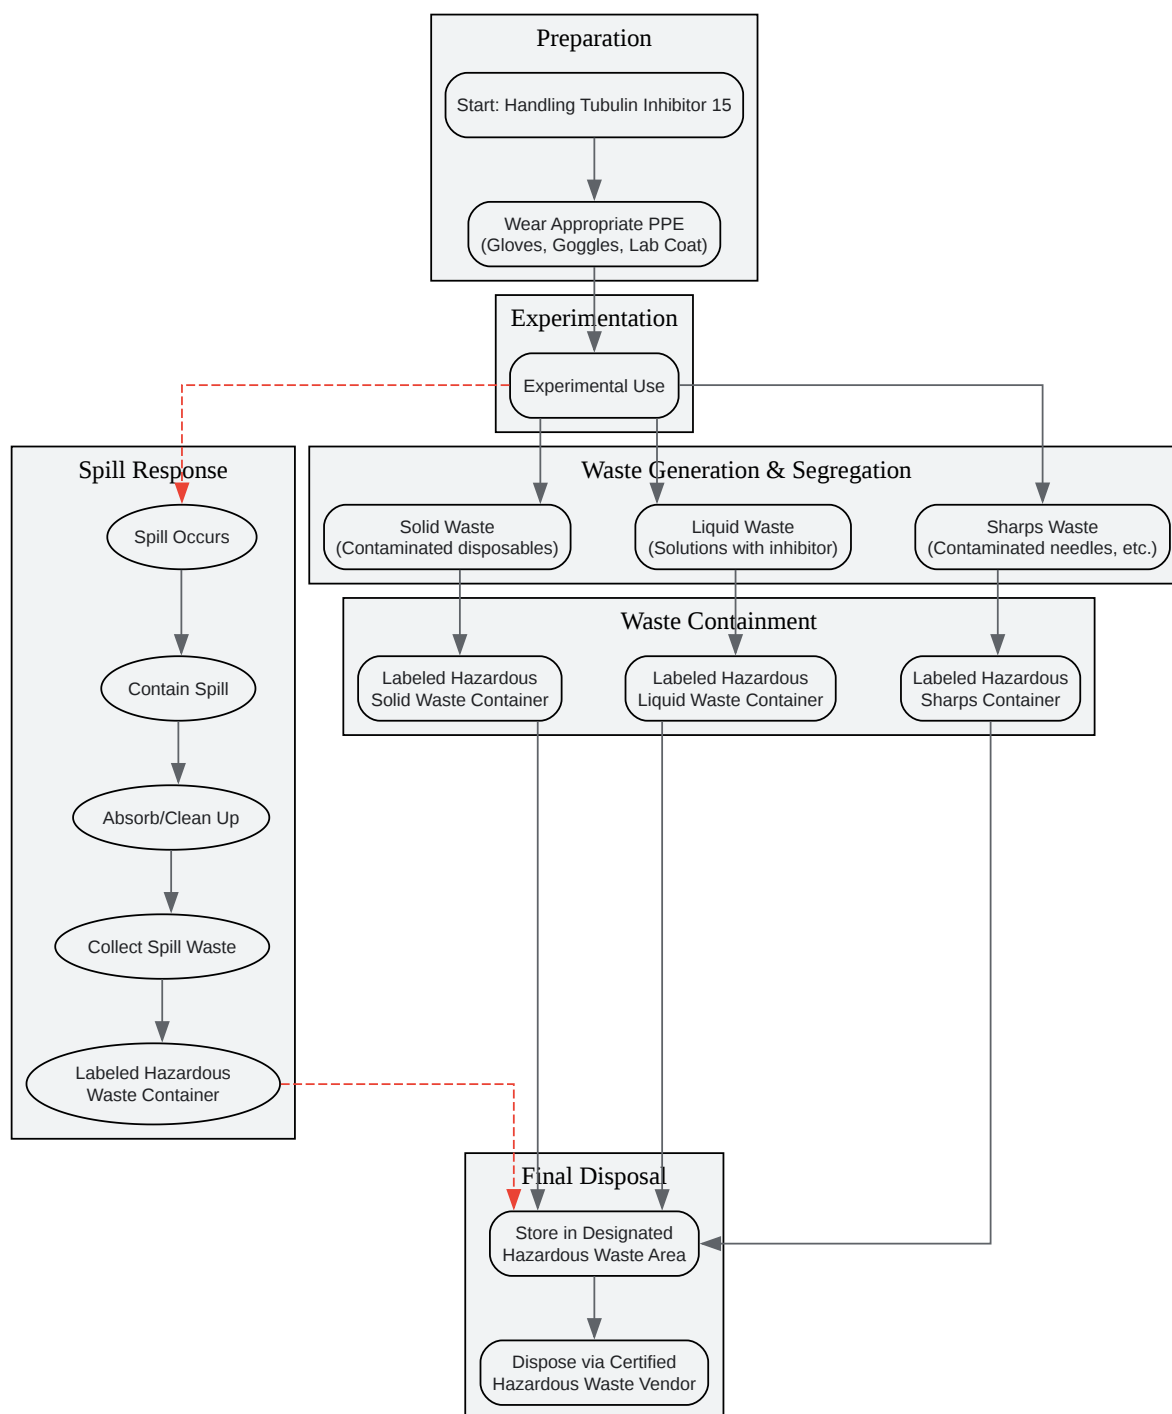 Preparation
Start: Handling Tubulin Inhibitor 15
Wear Appropriate PPE
(Gloves, Goggles, Lab Coat)
Experimentation
Experimental Use
Spill Response
Spill Occurs
Contain Spill
Absorb/Clean Up
Collect Spill Waste
Labeled Hazardous
Waste Container
Waste Generation & Segregation
Solid Waste
(Contaminated disposables)
Liquid Waste
(Solutions with inhibitor)
Sharps Waste
(Contaminated needles, etc.)
Waste Containment
Labeled Hazardous
Solid Waste Container
Labeled Hazardous
Liquid Waste Container
Labeled Hazardous
Sharps Container
Final Disposal
Store in Designated
Hazardous Waste Area
Dispose via Certified
Hazardous Waste Vendor